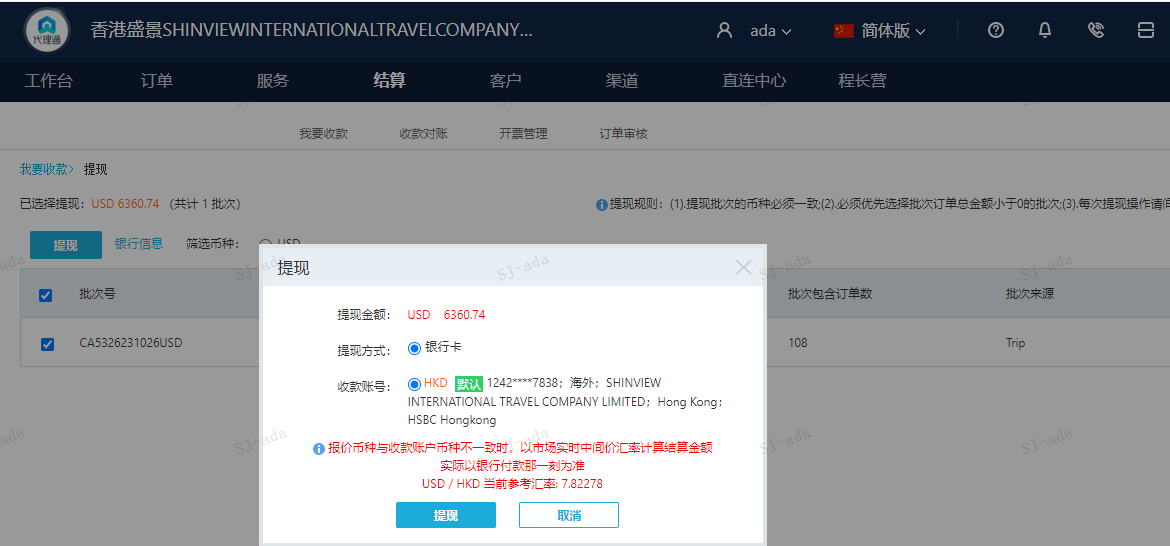 代理通
香港盛景SHINVIEWINTERNATIONALTRAVELCOMPANY...
ada
简体版
工作台 订单 服务 结算 客户 渠道 直连中心 程长营
我要收款 收款对账 开票管理 订单审核
我要收款> 提现
已选择提现: USD 6360.74 (共计 1 批次)
提现规则: (1).提现批次的币种必须一致;(2).必须优先选择批次订单总金额小于0的批次;(3).每次提现操作请间
提现 银行信息 筛选币种: USD
批次号 批次包含订单数 批次来源
CA5326231026USD 108 Trip
提现
提现金额: USD 6360.74
提现方式: 银行卡
收款账号: HKD 默认 1242****7838; 海外; SHINVIEW
INTERNATIONAL TRAVEL COMPANY LIMITED; Hong Kong;
HSBC Hongkong
报价币种与收款账户币种不一致时, 以市场实时中间价汇率计算结算金额
实际以银行付款那一刻为准
USD / HKD 当前参考汇率: 7.82278
提现 取消
SJ-ada
SJ-ada
SJ-ada
SJ-ada
SJ-ada
SJ-ada
SJ-ada